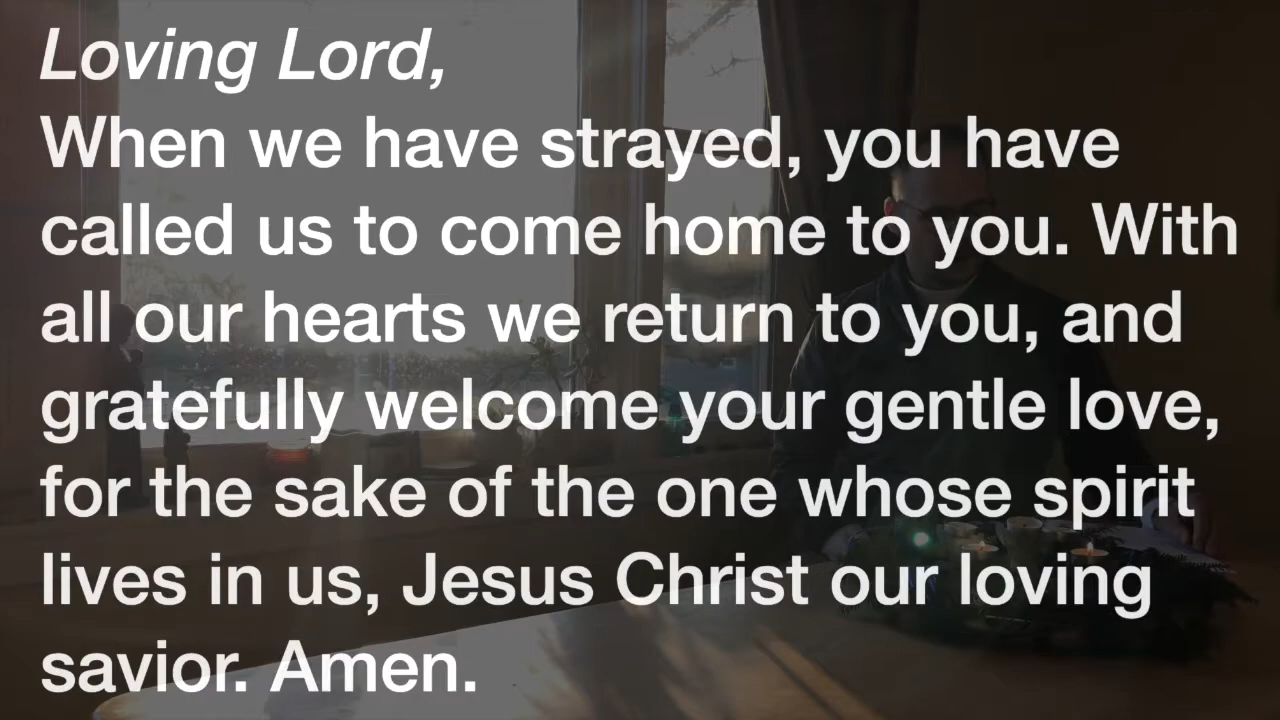 Loving Lord,
When we have strayed, you have
called us to come home to you. With
all our hearts we return to you, and
gratefully welcome your gentle love,
for the sake of the one whose spirit
lives in us, Jesus Christ our loving
savior. Amen.